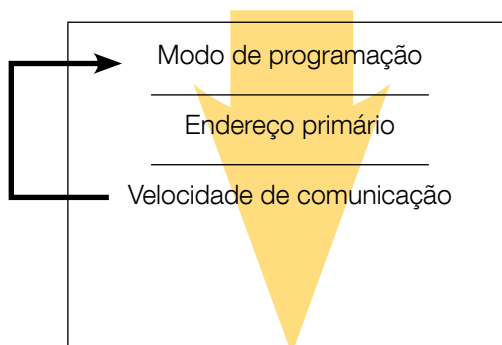 Modo de programação
Endereço primário
Velocidade de comunicação